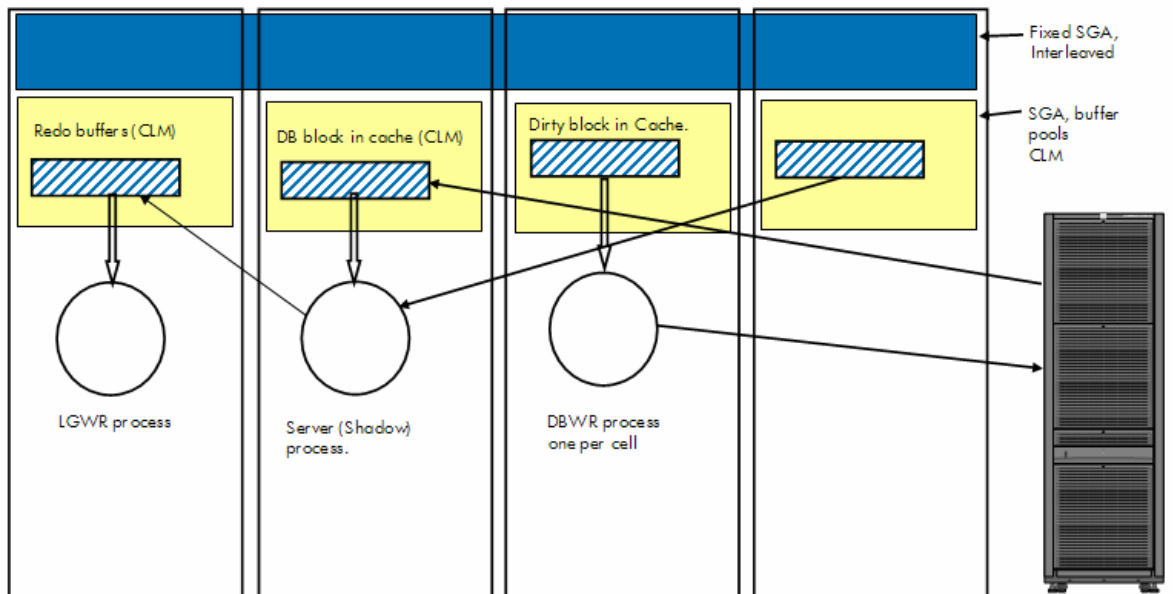 Fixed SGA,
Interleaved
Redo buffers (CLM)
DB block in cache (CLM)
Dirty block in Cache.
SGA, buffer
pools
CLM
LGWR process
Server (Shadow)
process.
DBWR process
one per cell